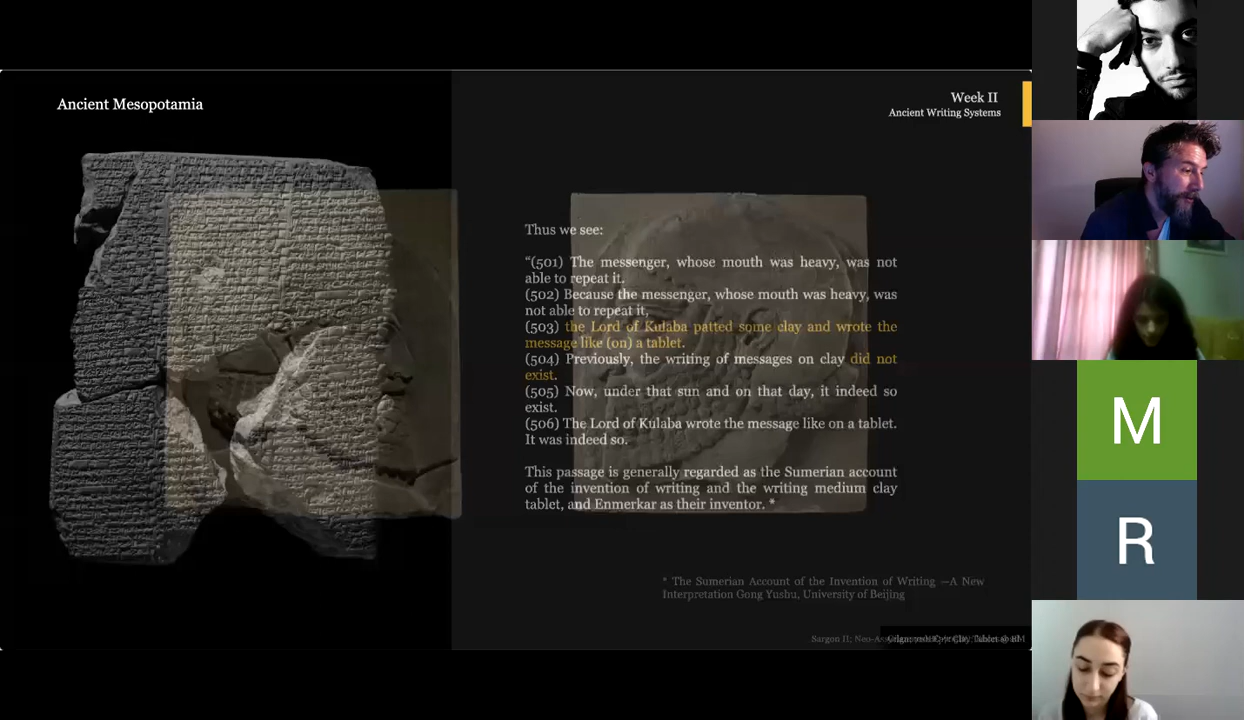 Ancient Mesopotamia
Week II
Ancient Writing Systems
Thus we see:
“(501) The messenger, whose mouth was heavy, was not
able to repeat it.
(502) Because the messenger, whose mouth was heavy, was
not able to repeat it,
(503) the Lord of Kulaba patted some clay and wrote the
message like (on) a tablet.
(504) Previously, the writing of messages on clay did not
exist.
(505) Now, under that sun and on that day, it indeed so
exist.
(506) The Lord of Kulaba wrote the message like on a tablet.
It was indeed so.
This passage is generally regarded as the Sumerian account
of the invention of writing and the writing medium clay
tablet, and Enmerkar as their inventor. *
* The Sumerian Account of the Invention of Writing —A New
Interpretation Gong Yushu, University of Beijing
Sargon II;
M
R